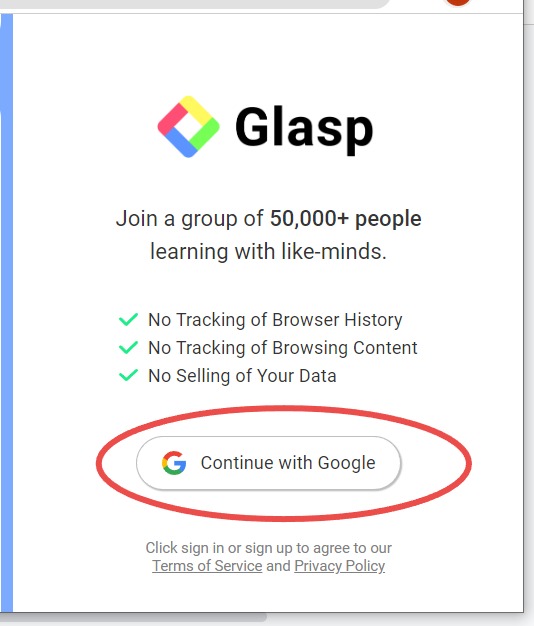 Glasp
Join a group of 50,000+ people
learning with like-minds.
No Tracking of Browser History
No Tracking of Browsing Content
No Selling of Your Data
Continue with Google
Click sign in or sign up to agree to our
Terms of Service and Privacy Policy